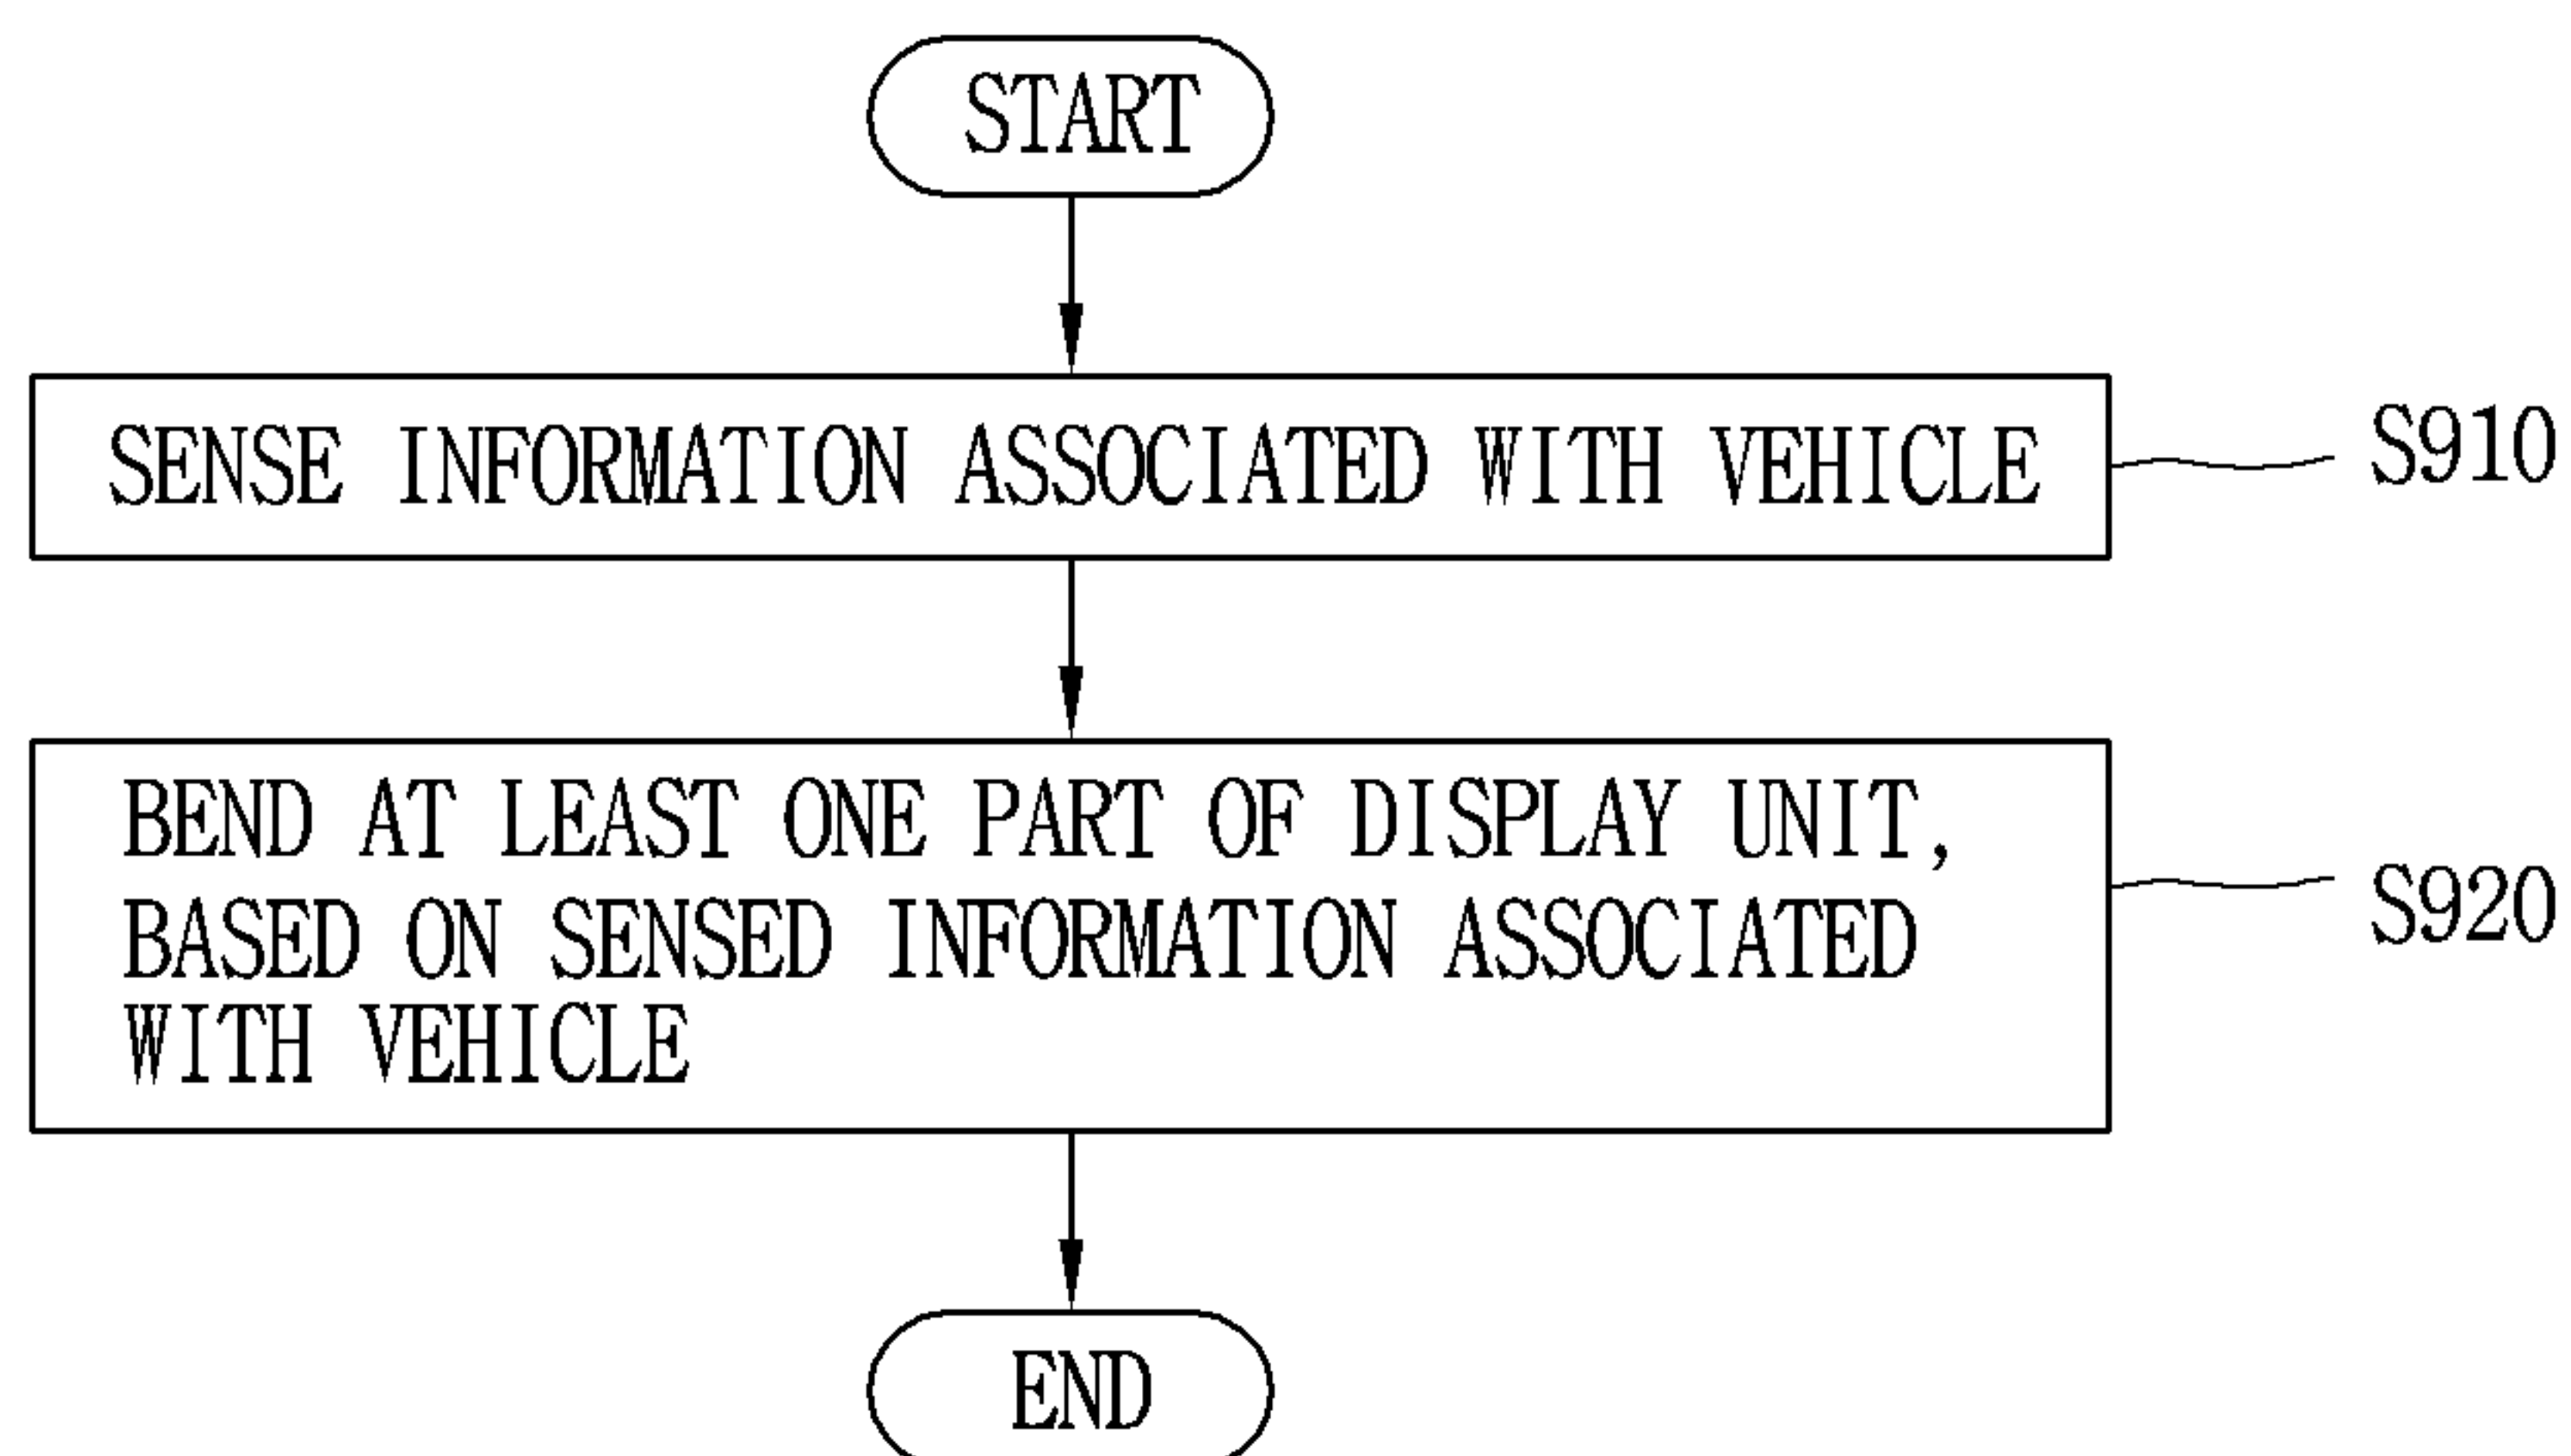 START
SENSE INFORMATION ASSOCIATED WITH VEHICLE
S910
BEND AT LEAST ONE PART OF DISPLAY UNIT,
BASED ON SENSED INFORMATION ASSOCIATED
WITH VEHICLE
S920
END